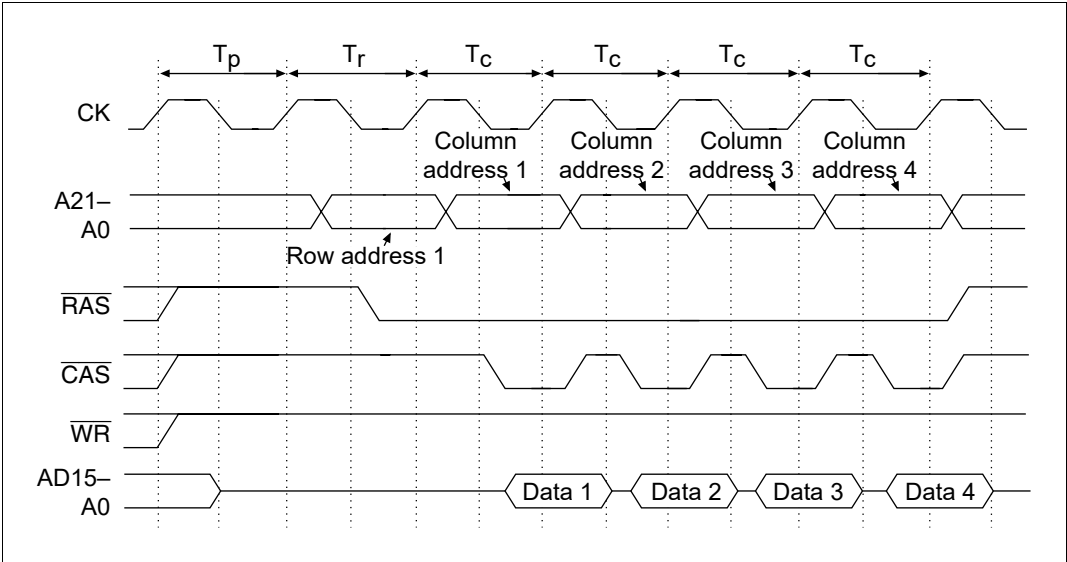 Tp Tr Tc Tc Tc Tc
CK
Column address 1
Column address 2
Column address 3
Column address 4
A21–
A0
Row address 1
RAS
CAS
WR
AD15–
A0
Data 1 Data 2 Data 3 Data 4